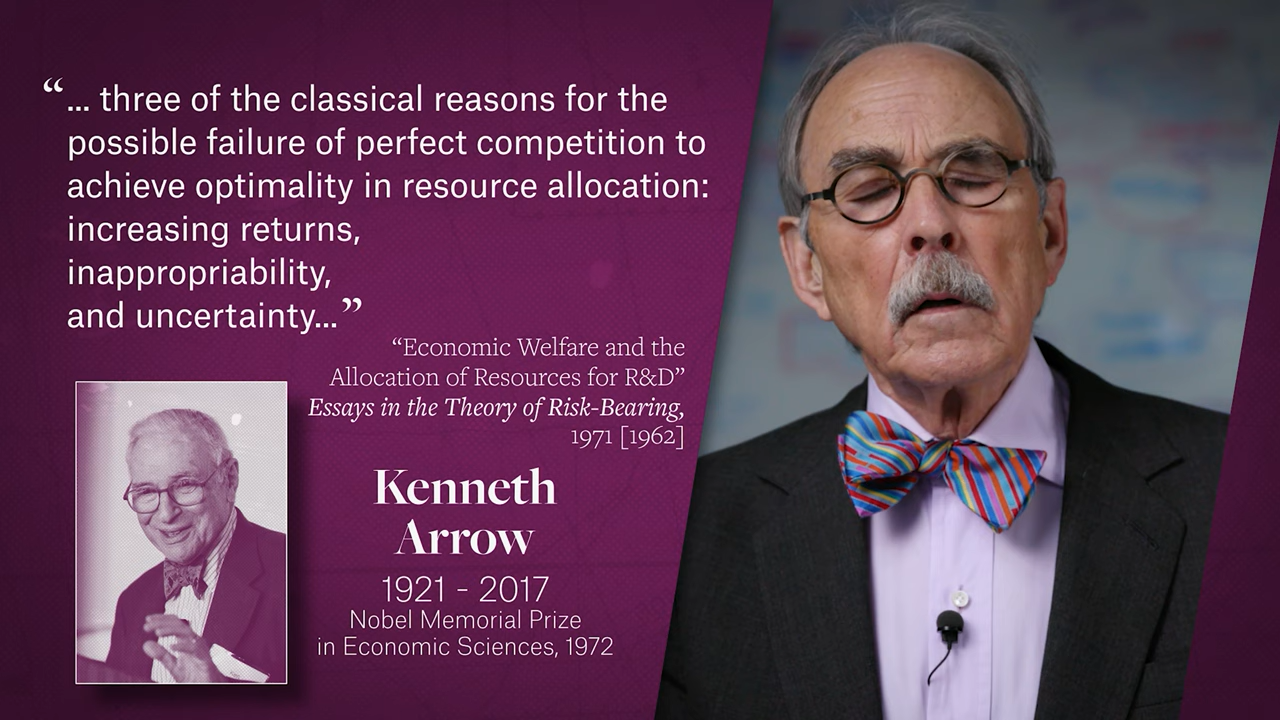 “... three of the classical reasons for the
possible failure of perfect competition to
achieve optimality in resource allocation:
increasing returns,
inappropriability,
and uncertainty...”
“Economic Welfare and the
Allocation of Resources for R&D”
Essays in the Theory of Risk-Bearing,
1971 [1962]
Kenneth
Arrow
1921 - 2017
Nobel Memorial Prize
in Economic Sciences, 1972